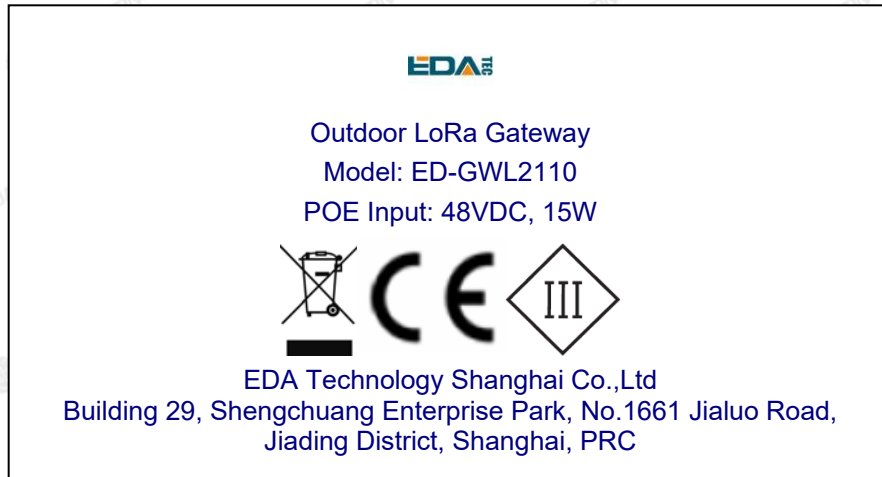 EDA TEC
Outdoor LoRa Gateway
Model: ED-GWL2110
POE Input: 48VDC, 15W
CE III
EDA Technology Shanghai Co.,Ltd
Building 29, Shengchuang Enterprise Park, No.1661 Jialuo Road,
Jiading District, Shanghai, PRC